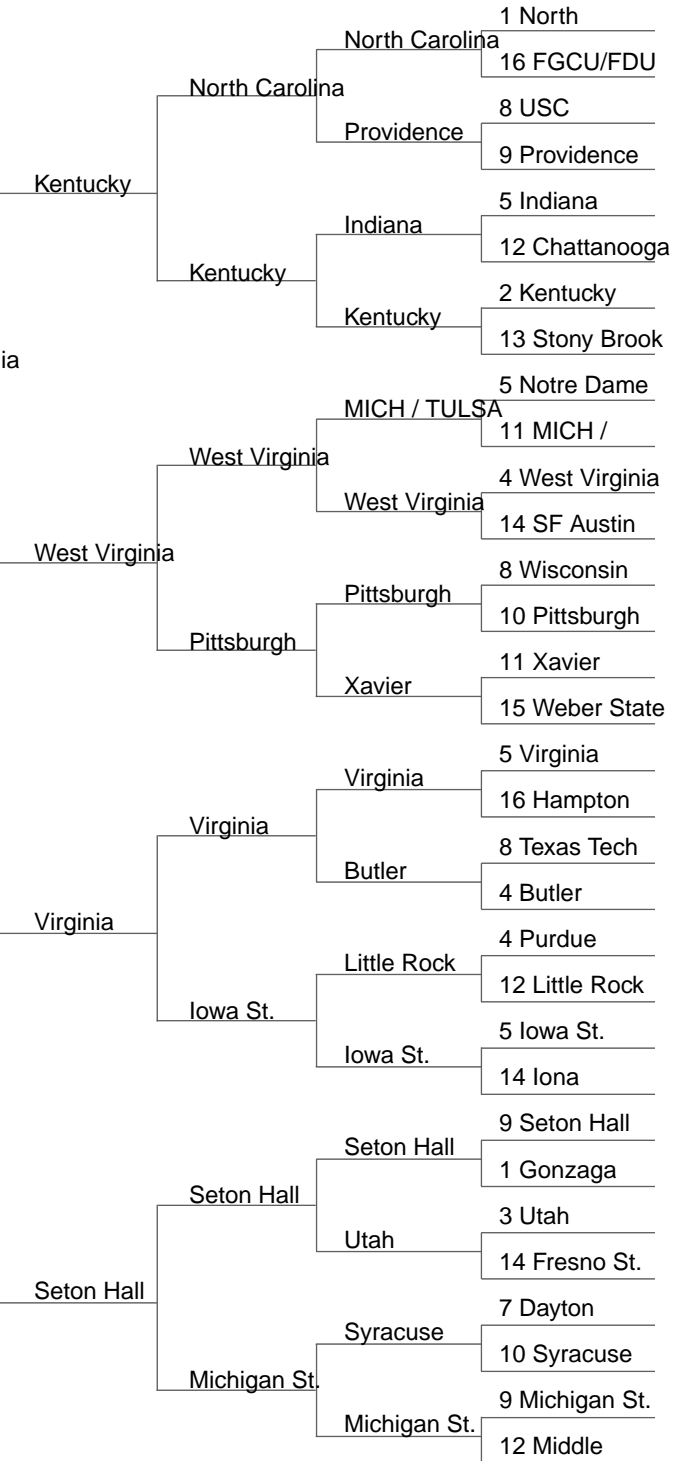 1 North
North Carolina
16 FGCU/FDU
North Carolina
8 USC
Providence
9 Providence
Kentucky
5 Indiana
Indiana
12 Chattanooga
Kentucky
2 Kentucky
Kentucky
13 Stony Brook
ia
5 Notre Dame
MICH / TULSA
11 MICH /
West Virginia
4 West Virginia
West Virginia
14 SF Austin
West Virginia
8 Wisconsin
Pittsburgh
10 Pittsburgh
Pittsburgh
11 Xavier
Xavier
15 Weber State
5 Virginia
Virginia
16 Hampton
Virginia
8 Texas Tech
Butler
4 Butler
Virginia
4 Purdue
Little Rock
12 Little Rock
Iowa St.
5 Iowa St.
Iowa St.
14 Iona
9 Seton Hall
Seton Hall
1 Gonzaga
Seton Hall
3 Utah
Utah
14 Fresno St.
Seton Hall
7 Dayton
Syracuse
10 Syracuse
Michigan St.
9 Michigan St.
Michigan St.
12 Middle